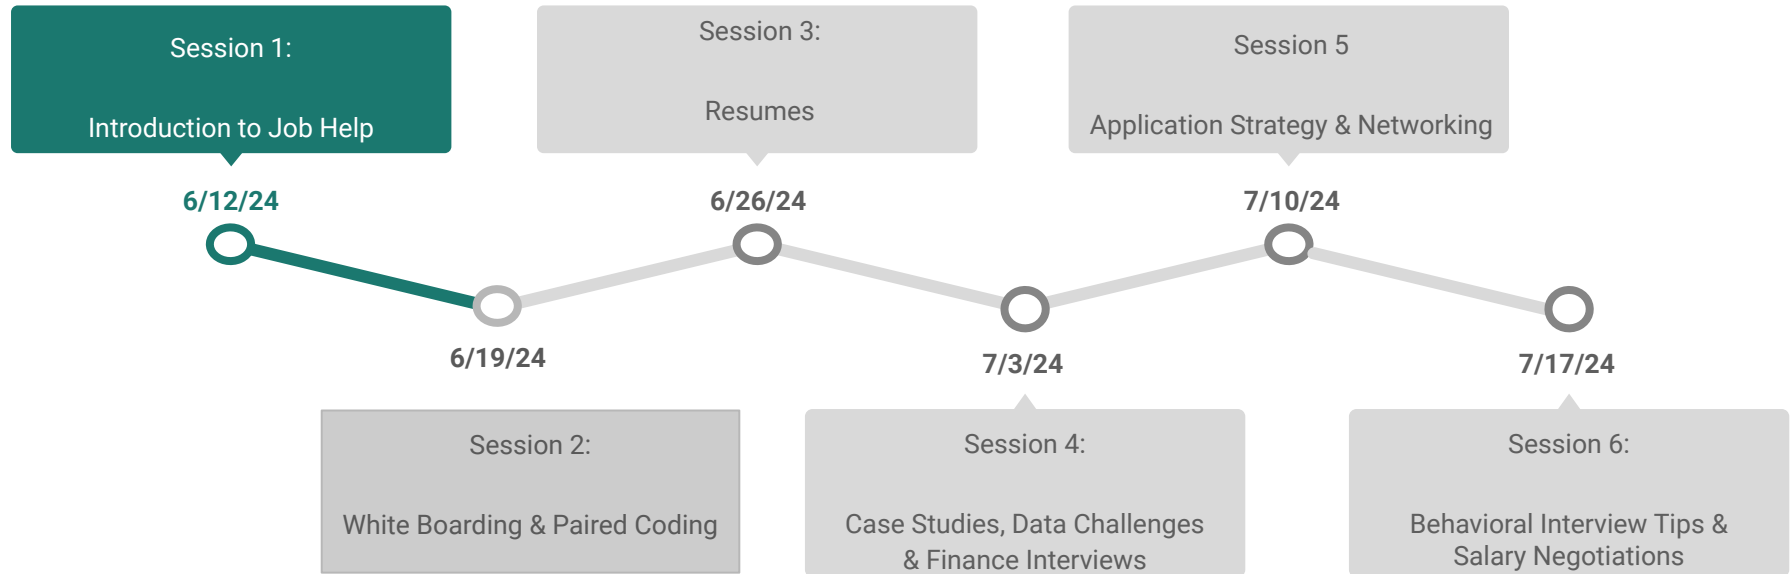 Session 1:
Introduction to Job Help
6/12/24
Session 2:
White Boarding & Paired Coding
6/19/24
Session 3:
Resumes
6/26/24
Session 4:
Case Studies, Data Challenges
& Finance Interviews
7/3/24
Session 5
Application Strategy & Networking
7/10/24
Session 6:
Behavioral Interview Tips &
Salary Negotiations
7/17/24